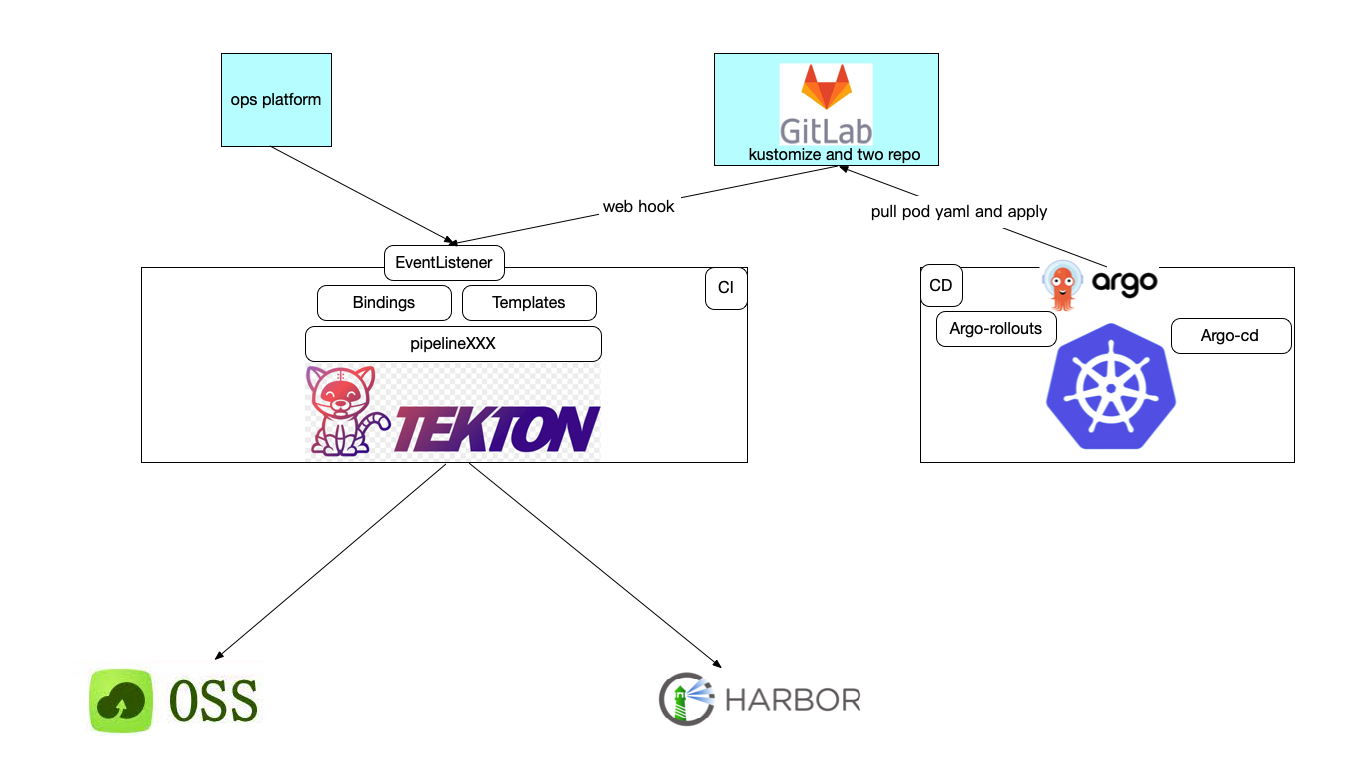 ops platform
GitLab
kustomize and two repo
web hook
pull pod yaml and apply
EventListener
Bindings
Templates
CI
pipelineXXX
TEKTON
CD
argo
Argo-rollouts
Argo-cd
OSS
HARBOR